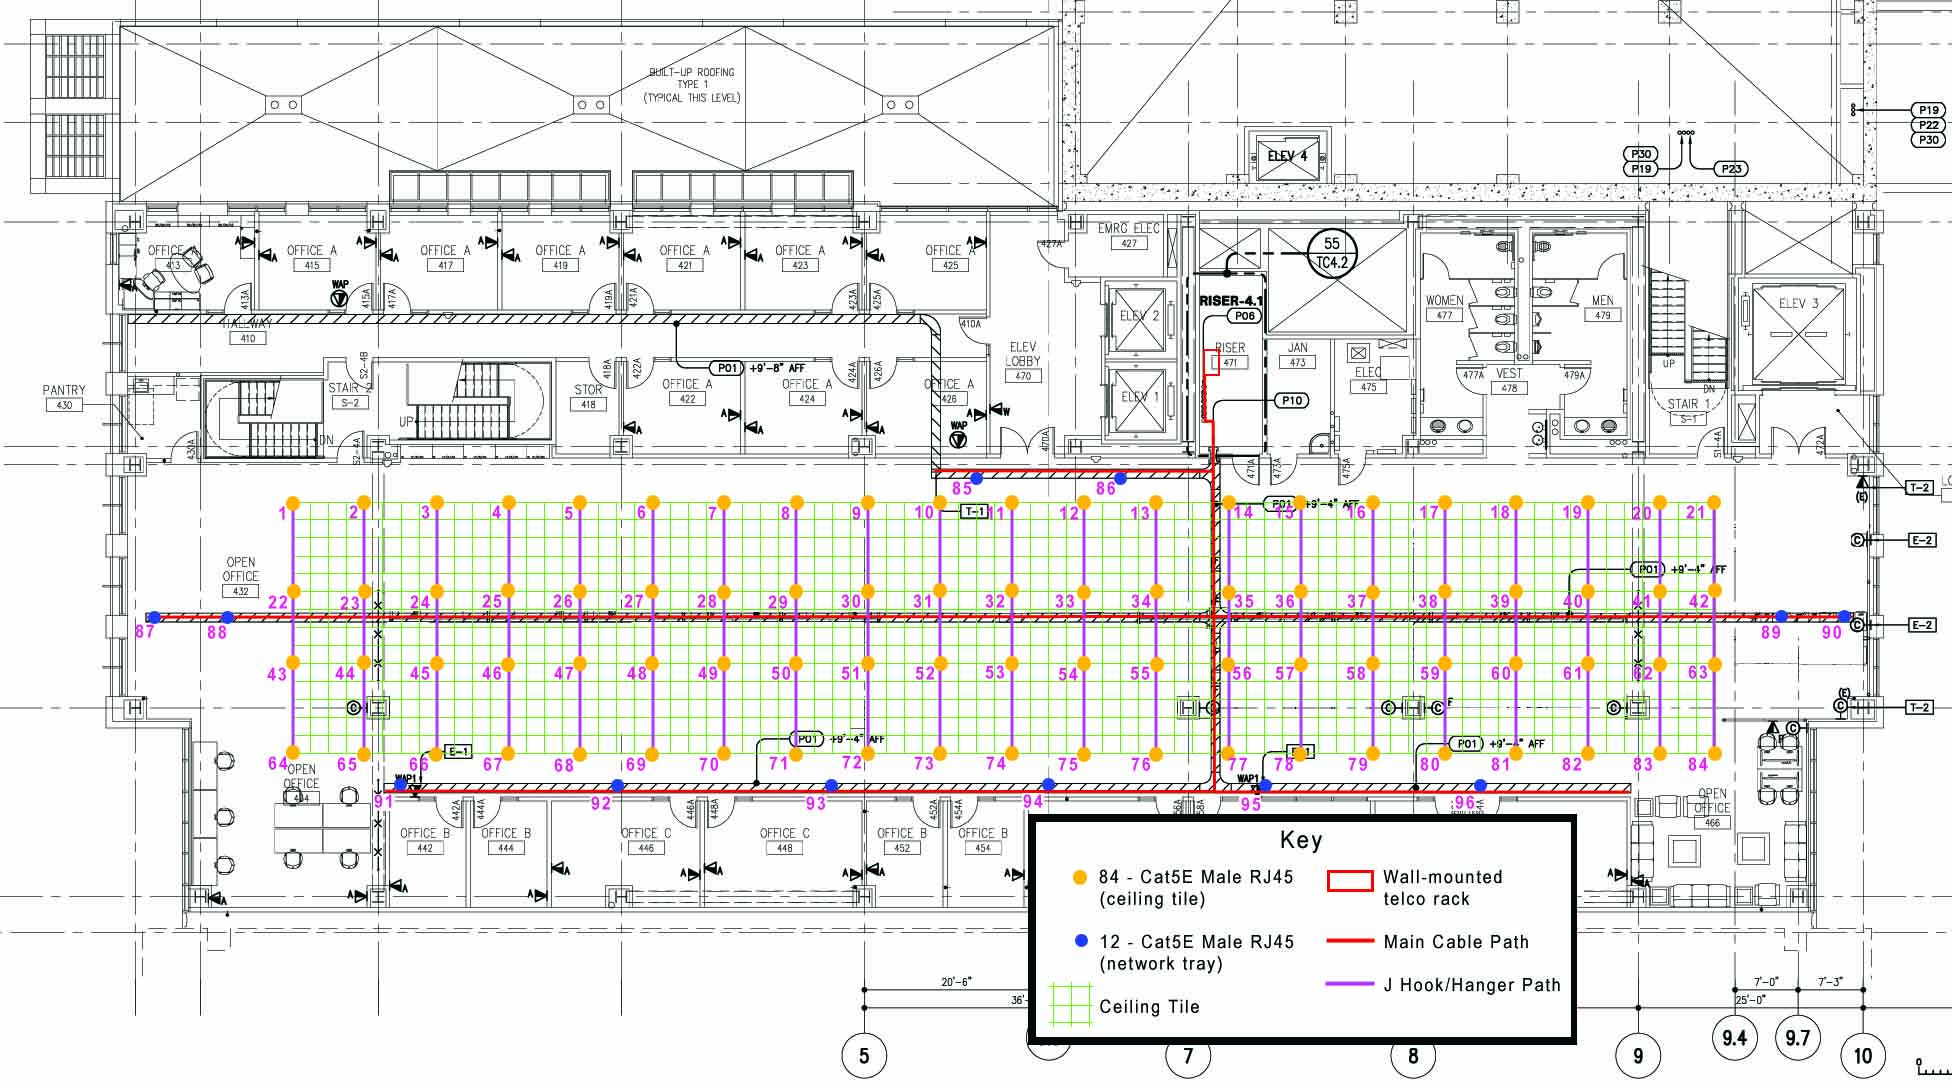 BUILT-UP ROOFING
TYPE 1
(TYPICAL THIS LEVEL)
ELEV 4
P30
P19
P23
P19
P22
P30
OFFICE
413
OFFICE A
415
OFFICE A
417
OFFICE A
419
OFFICE A
421
OFFICE A
423
OFFICE A
425
EMRG ELEC
427
427A
55
TC4.2
WAP
413A
415A
417A
419A
421A
423A
425A
410A
HALLWAY
410
ELEV 2
RISER-4.1
P06
WOMEN
477
MEN
479
ELEV 3
P01
+9'-8" AFF
ELEV
LOBBY
470
RISER
471
JAN
473
ELEC
475
VEST
478
477A
479A
UP
DN
STAIR 1
S-1
PANTRY
430
STAIR 2
S-2
S2-4B
UP
DN
STOR
418
418A
422A
OFFICE A
422
OFFICE A
424
424A
426A
OFFICE A
426
ELEV 1
P10
WAP
430A
S2-4A
470A
471A
473A
475A
S1-4A
472A
85
86
T-2
1 2 3 4 5 6 7 8 9 10 T-1 11 12 13 14 P01 15 +9'-4" AFF 16 17 18 19 20 21
E-2
OPEN
OFFICE
432
P01 +9'-4" AFF
22 23 24 25 26 27 28 29 30 31 32 33 34 35 36 37 38 39 40 41 42
87 88 89 90
E-2
43 44 45 46 47 48 49 50 51 52 53 54 55 56 57 58 59 60 61 62 63
T-2
P01 +9'-4" AFF
P01 +9'-4" AFF
E-1
64 65 66 67 68 69 70 71 72 73 74 75 76 77 78 79 80 81 82 83 84
OPEN
OFFICE
WAP1
WAP1
91 92 93 94 95 96
442A
444A
446A
448A
452A
454A
OFFICE B
442
OFFICE B
444
OFFICE C
446
OFFICE C
448
OFFICE B
452
OFFICE B
454
OPEN
OFFICE
466
Key
84 - Cat5E Male RJ45
(ceiling tile)
12 - Cat5E Male RJ45
(network tray)
Ceiling Tile
Wall-mounted
telco rack
Main Cable Path
J Hook/Hanger Path
20'-6"
7'-0"
7'-3"
25'-0"
5
7
8
9
9.4
9.7
10
0